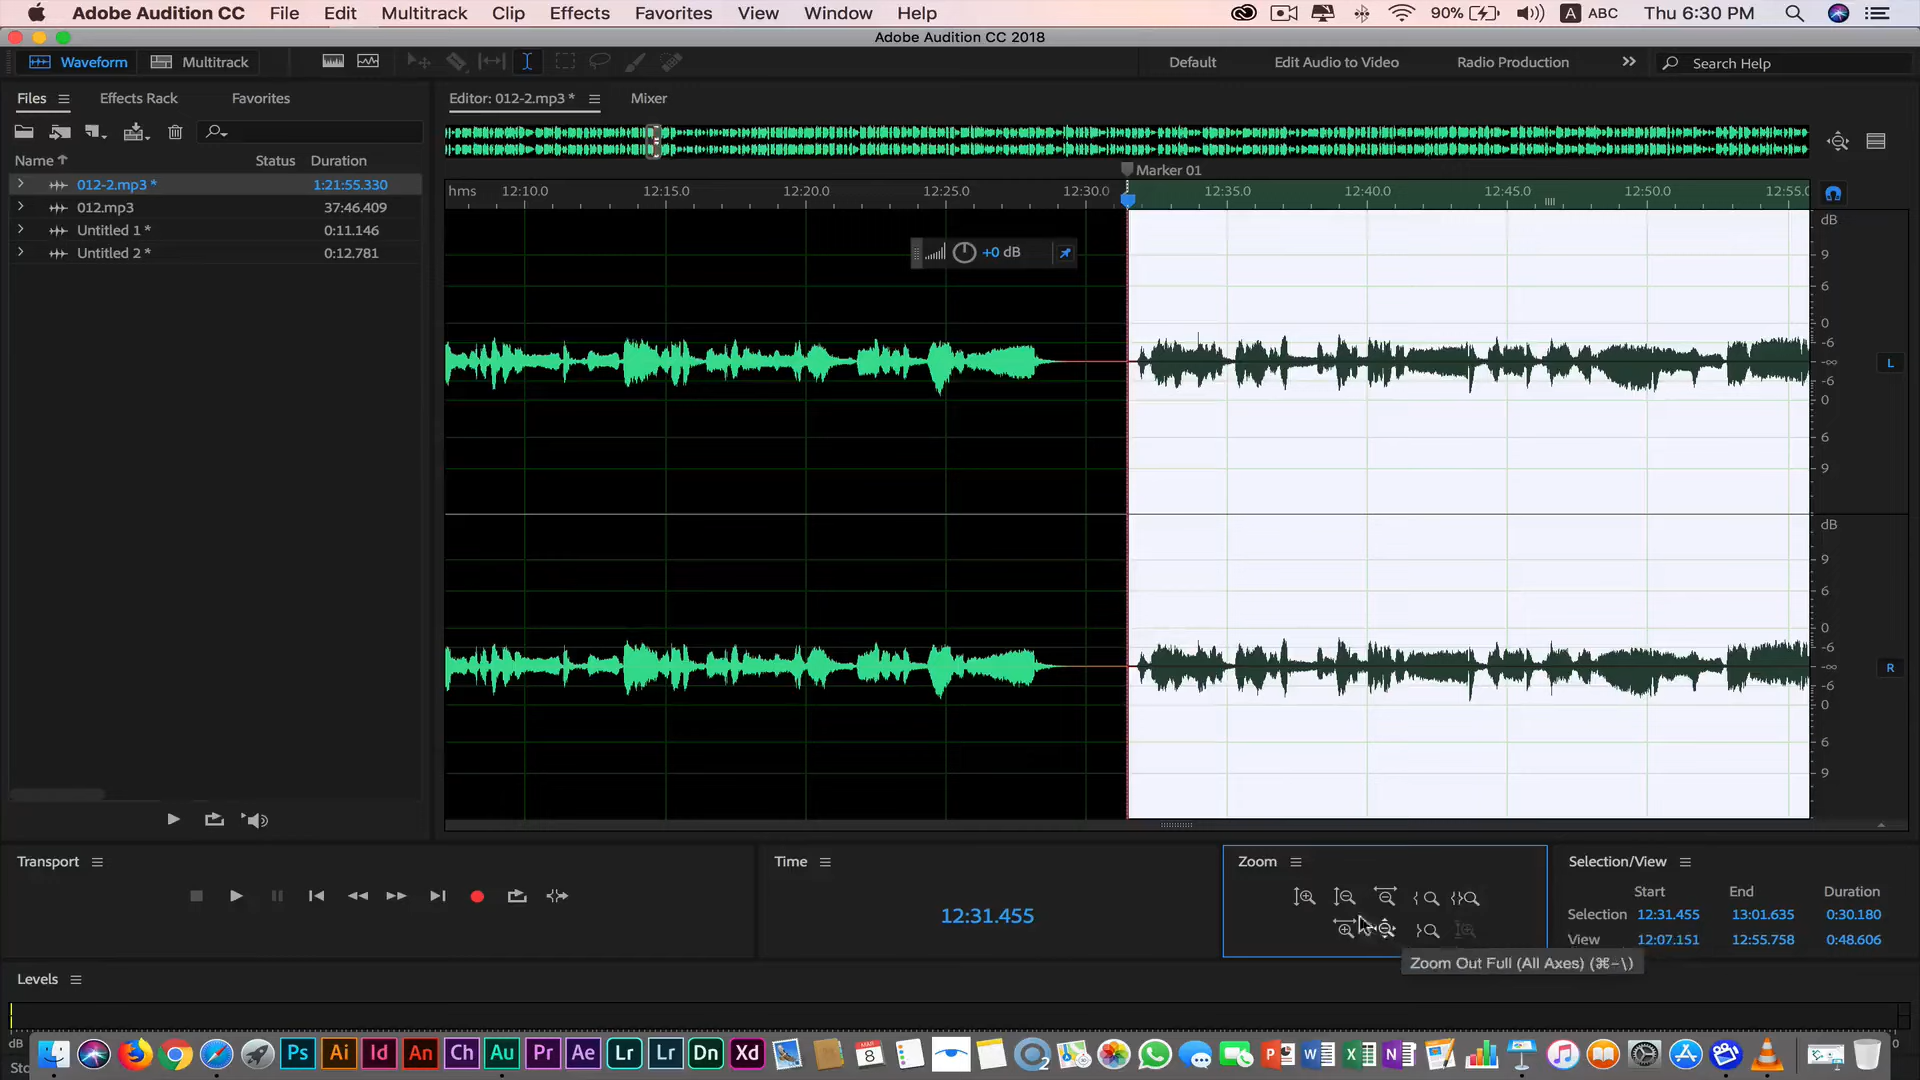 Adobe Audition CC File Edit Multitrack Clip Effects Favorites View Window Help 90% A ABC Thu 6:30 PM
Adobe Audition CC 2018
Waveform Multitrack Default Edit Audio to Video Radio Production Search Help
Files Effects Rack Favorites Editor: 012-2.mp3 * Mixer
Name Status Duration
Marker 01
012-2.mp3 * 1:21:55.330
hms 12:10.0 12:15.0 12:20.0 12:25.0 12:30.0 12:35.0 12:40.0 12:45.0 12:50.0 12:55.0
012.mp3 37:46.409
Untitled 1 * 0:11.146
Untitled 2 * 0:12.781
+0 dB
dB
9
6
0
-6
-∞
-6
0
6
9
L
dB
9
6
0
-6
-∞
-6
0
6
9
R
Transport Time Zoom Selection/View
Start End Duration
12:31.455
Selection 12:31.455 13:01.635 0:30.180
View 12:07.151 12:55.758 0:48.606
Zoom Out Full (All Axes) (⌘-\)
Levels
dB 0
Ps Ai Id An Ch Au Pr Ae Lr Lr Dn Xd MAR 8 2 P W X N